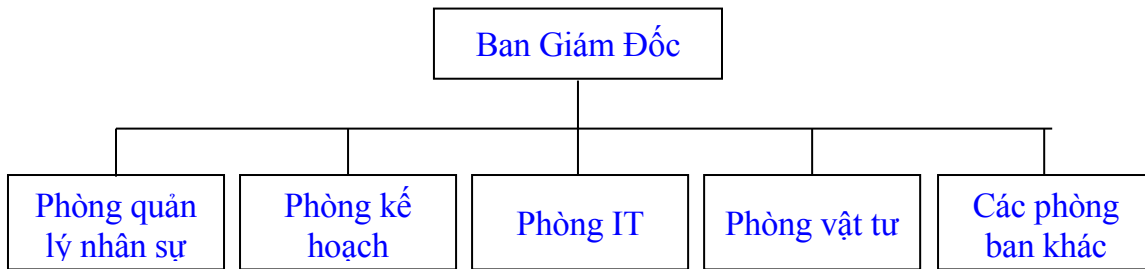 Ban Giám Đốc
Phòng quản
lý nhân sự
Phòng kế
hoạch
Phòng IT
Phòng vật tư
Các phòng
ban khác